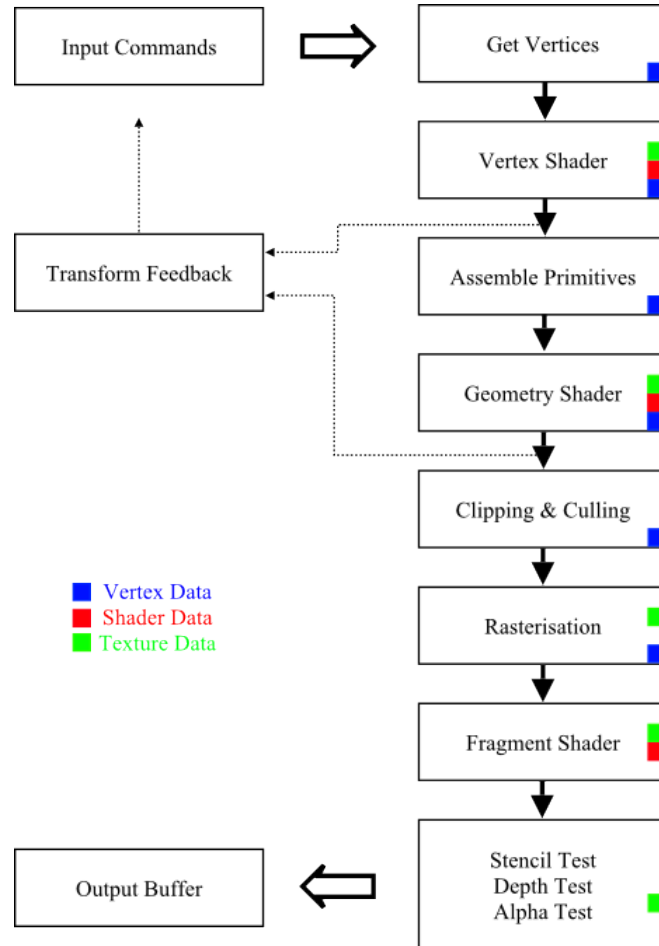 Input Commands
Get Vertices
Vertex Shader
Transform Feedback
Assemble Primitives
Geometry Shader
Clipping & Culling
Vertex Data
Shader Data
Texture Data
Rasterisation
Fragment Shader
Stencil Test
Depth Test
Alpha Test
Output Buffer